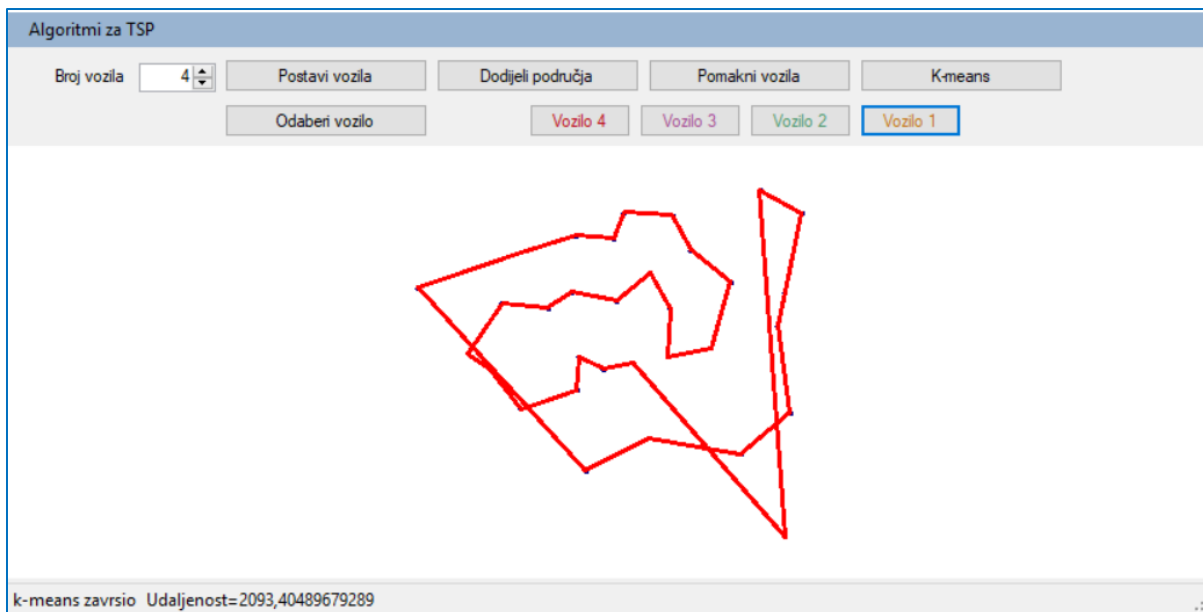 Algoritmi za TSP
Broj vozila 4 Postavi vozila Dodijeli područja Pomakni vozila K-means
Odaberi vozilo Vozilo 4 Vozilo 3 Vozilo 2 Vozilo 1
k-means zavrsio Udaljenost=2093,40489679289